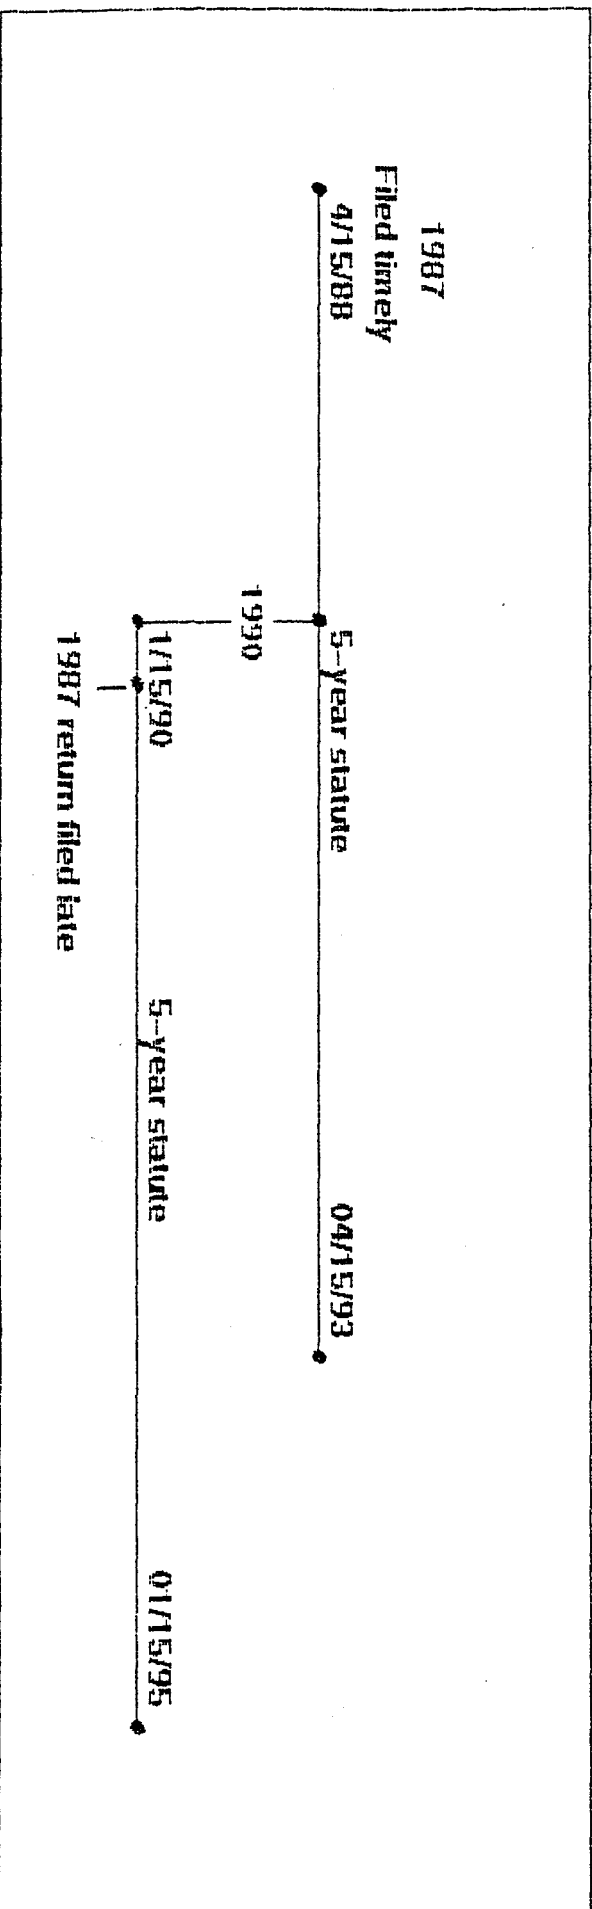 1987
Filed timely
4/15/88
5-year statute
04/15/93
1990
1/15/90
5-year statute
01/15/95
1987 return filed late